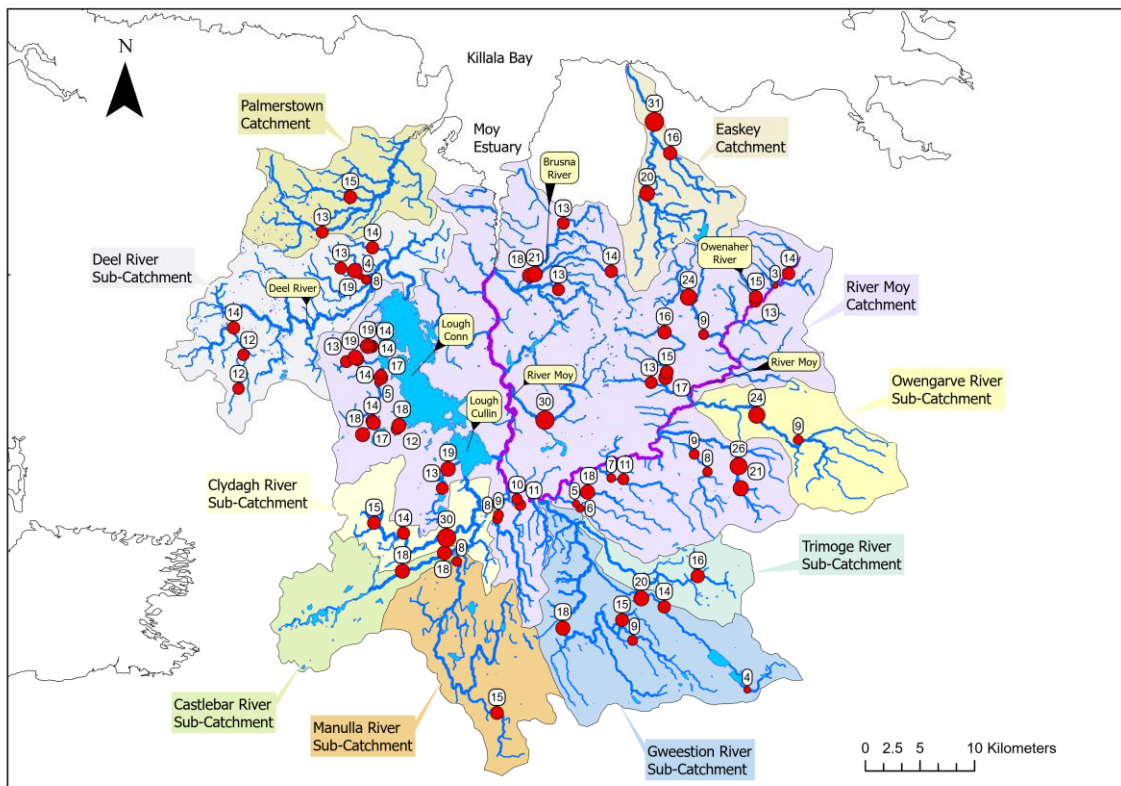 Killala Bay
N
31
Palmerstown
Catchment
Moy
Estuary
Easkey
Catchment
16
Brusna
River
15
20
13
13
14
Owenaher
River
Deel River
Sub-Catchment
13
4
18
21
14
3
14
8
19
13
24
15
River Moy
Catchment
Deel River
13
14
19
14
Lough
Conn
16
9
13
19
14
12
17
15
River Moy
14
13
12
5
River Moy
17
Owengarve River
Sub-Catchment
14
18
Lough
Cullin
30
24
18
17
12
9
9
26
19
8
21
13
7
11
Clydagh River
Sub-Catchment
18
10
11
5
15
14
30
8
9
6
Trimoge River
Sub-Catchment
8
18
18
16
20
14
18
15
9
4
Castlebar River
Sub-Catchment
15
Manulla River
Sub-Catchment
Gweestion River
Sub-Catchment
0 2.5 5 10 Kilometers